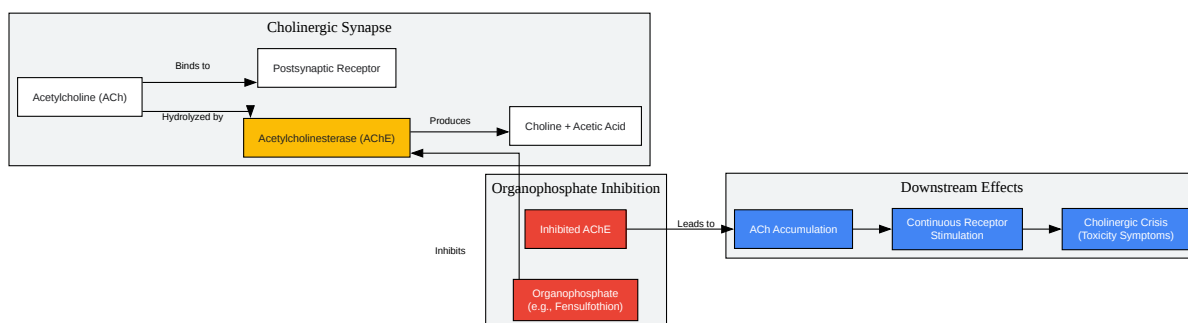 Cholinergic Synapse
Binds to
Postsynaptic Receptor
Acetylcholine (ACh)
Hydrolyzed by
Acetylcholinesterase (AChE)
Produces
Choline + Acetic Acid
Organophosphate Inhibition
Inhibited AChE
Leads to
Inhibits
Organophosphate
(e.g., Fensulfothion)
Downstream Effects
ACh Accumulation
Continuous Receptor
Stimulation
Cholinergic Crisis
(Toxicity Symptoms)